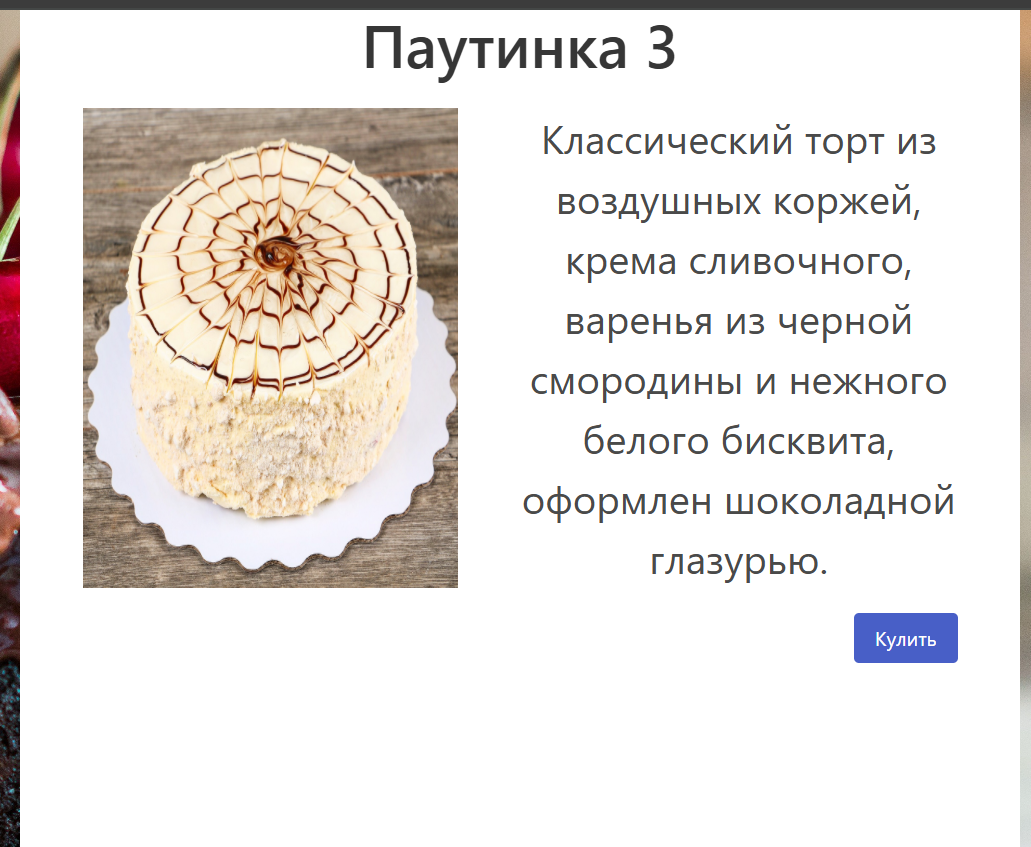 Паутинка 3
Классический торт из
воздушных коржей,
крема сливочного,
варенья из черной
смородины и нежного
белого бисквита,
оформлен шоколадной
глазурью.
Кулить